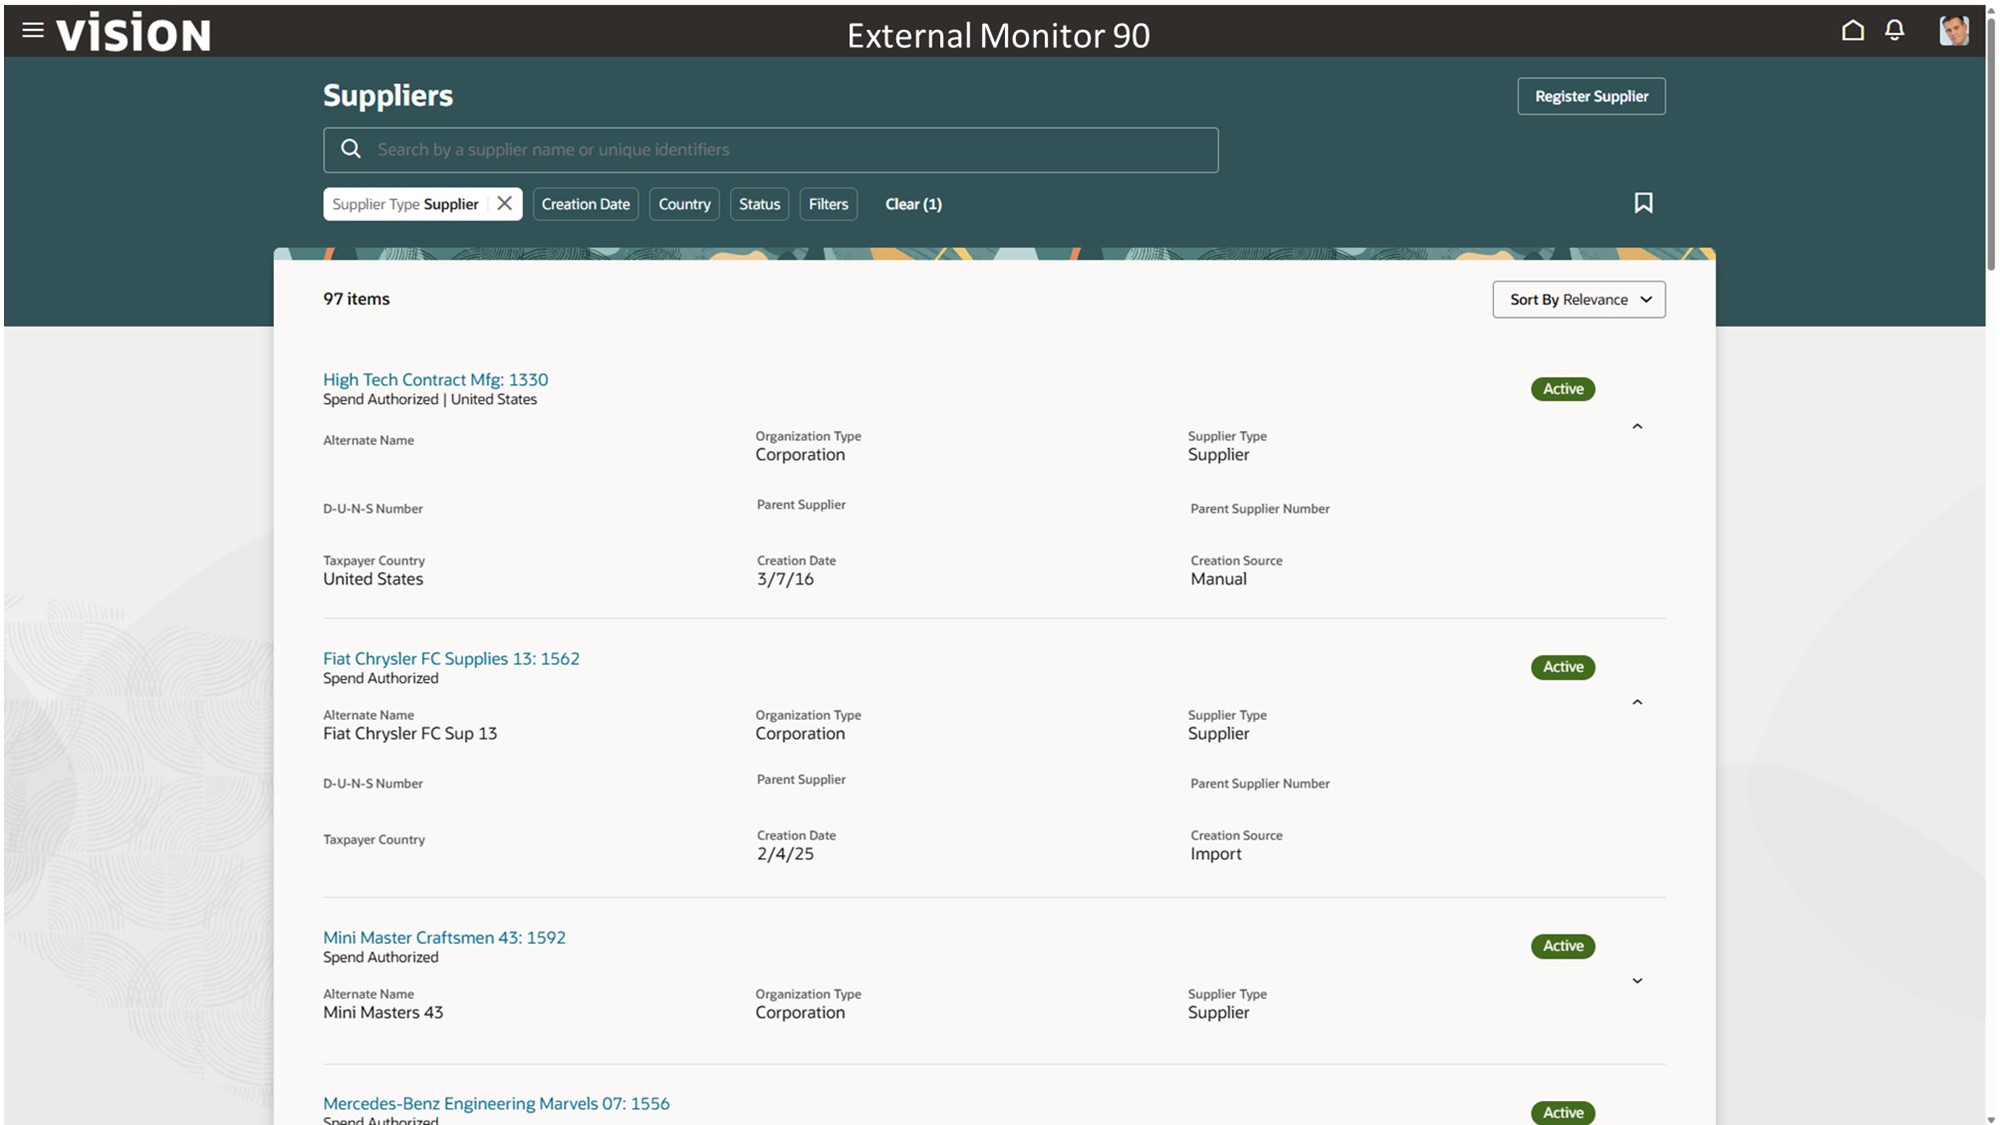 vision
External Monitor 90
Suppliers
Register Supplier
Search by a supplier name or unique identifiers
Supplier Type Supplier
Creation Date
Country
Status
Filters
Clear (1)
97 items
Sort By Relevance
High Tech Contract Mfg: 1330
Spend Authorized | United States
Active
Alternate Name
Organization Type
Corporation
Supplier Type
Supplier
D-U-N-S Number
Parent Supplier
Parent Supplier Number
Taxpayer Country
United States
Creation Date
3/7/16
Creation Source
Manual
Fiat Chrysler FC Supplies 13: 1562
Spend Authorized
Active
Alternate Name
Fiat Chrysler FC Sup 13
Organization Type
Corporation
Supplier Type
Supplier
D-U-N-S Number
Parent Supplier
Parent Supplier Number
Taxpayer Country
Creation Date
2/4/25
Creation Source
Import
Mini Master Craftsmen 43: 1592
Spend Authorized
Active
Alternate Name
Mini Masters 43
Organization Type
Corporation
Supplier Type
Supplier
Mercedes-Benz Engineering Marvels 07: 1556
Spend Authorized
Active